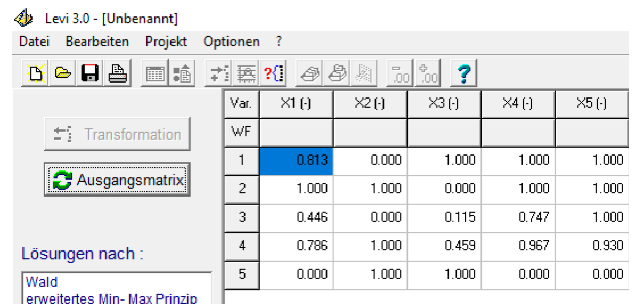 Levi 3.0 - [Unbenannt]
Datei Bearbeiten Projekt Optionen ?
?{} .00 .00 ?
Var. X1 (-) X2 (-) X3 (-) X4 (-) X5 (-)
WF
Transformation
1 0.813 0.000 1.000 1.000 1.000
Ausgangsmatrix
2 1.000 1.000 0.000 1.000 1.000
3 0.446 0.000 0.115 0.747 1.000
4 0.786 1.000 0.459 0.967 0.930
Lösungen nach :
5 0.000 1.000 1.000 0.000 0.000
Wald
erweitertes Min- Max Prinzip